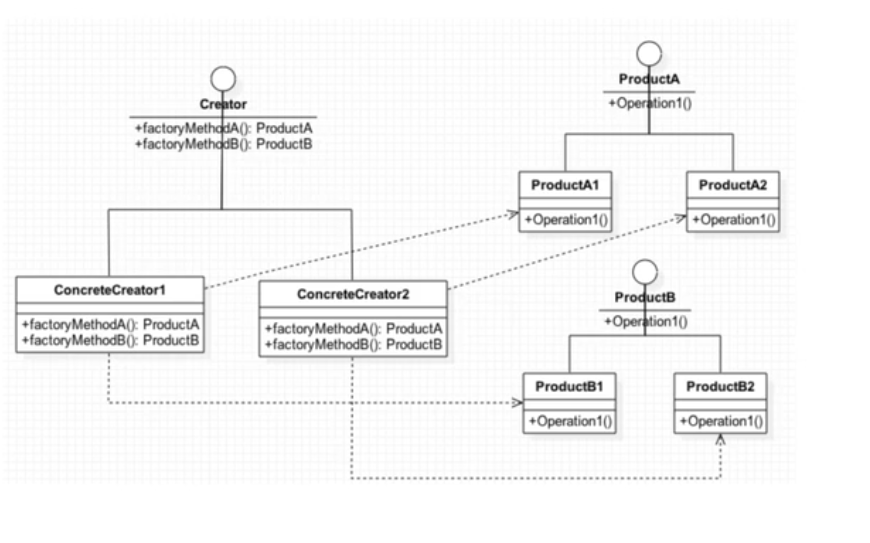 Creator
+factoryMethodA(): ProductA
+factoryMethodB(): ProductB
ProductA
+Operation1()
ProductA1
+Operation1()
ProductA2
+Operation1()
ConcreteCreator1
+factoryMethodA(): ProductA
+factoryMethodB(): ProductB
ConcreteCreator2
+factoryMethodA(): ProductA
+factoryMethodB(): ProductB
ProductB
+Operation1()
ProductB1
+Operation1()
ProductB2
+Operation1()